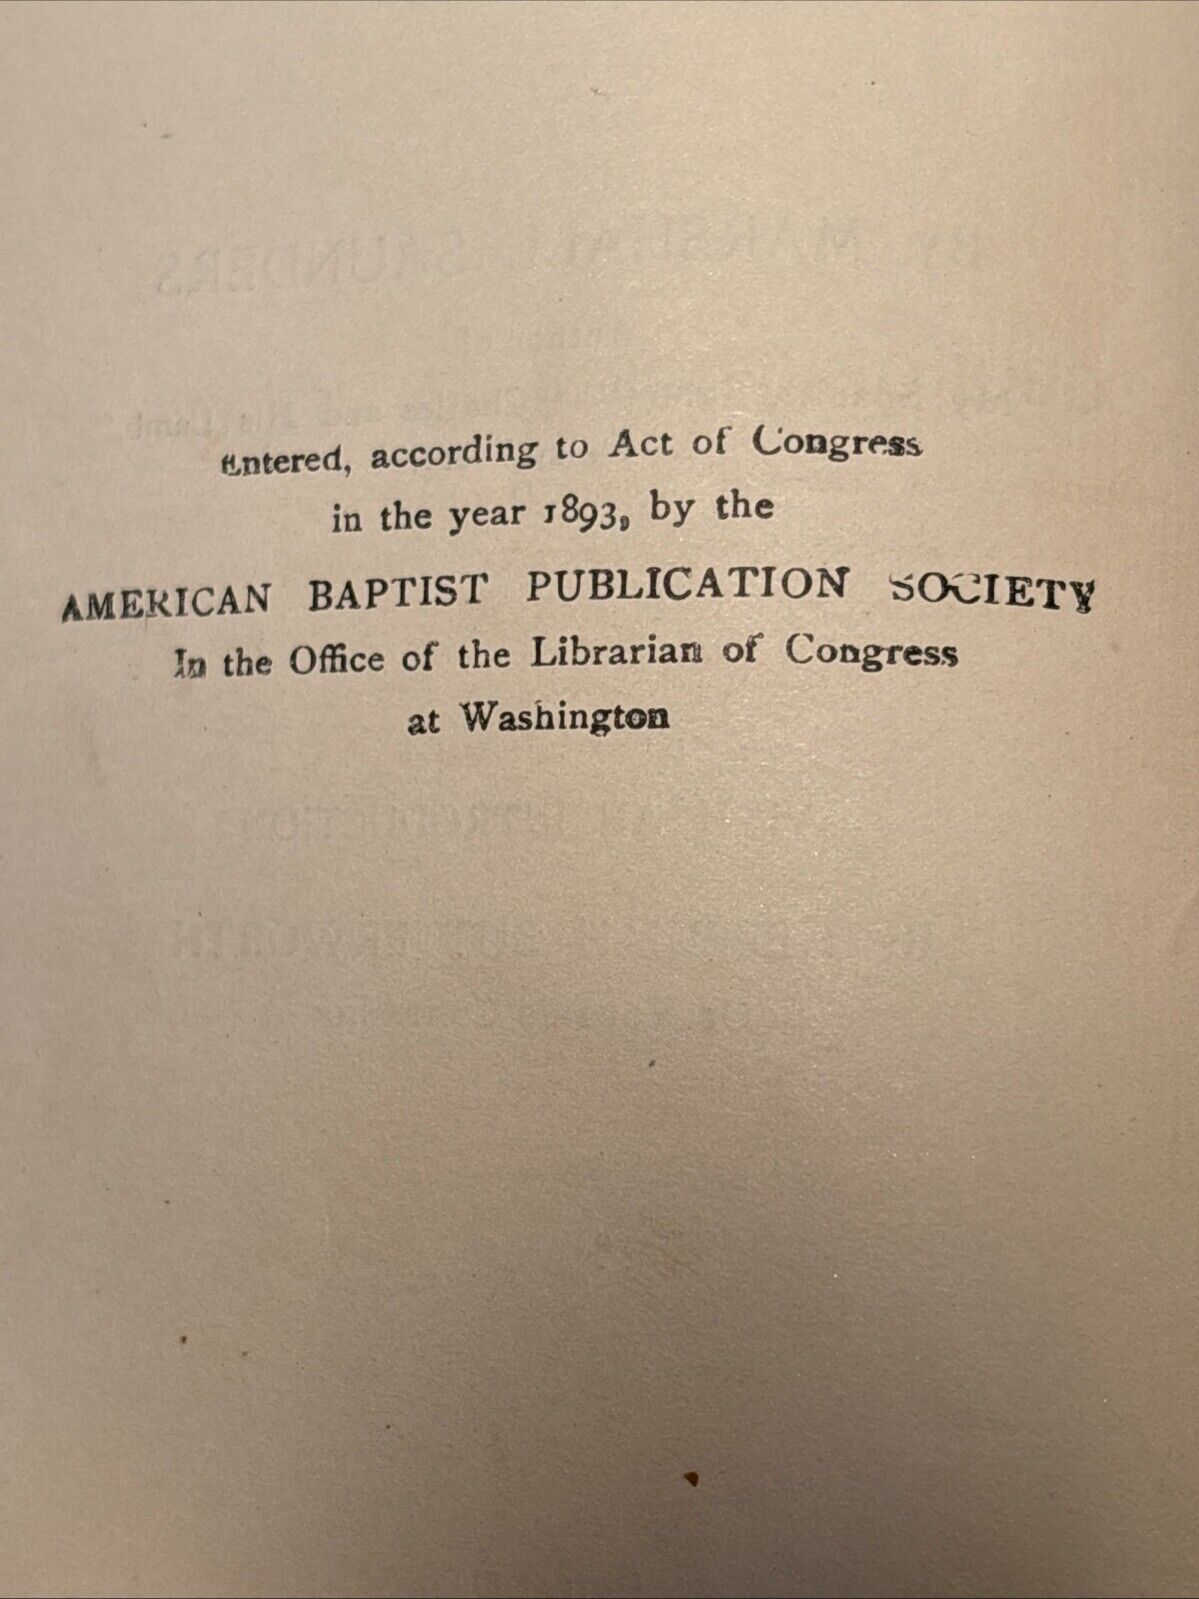 Entered, according to Act of Congress
in the year 1893, by the
AMERICAN BAPTIST PUBLICATION SOCIETY
In the Office of the Librarian of Congress
at Washington